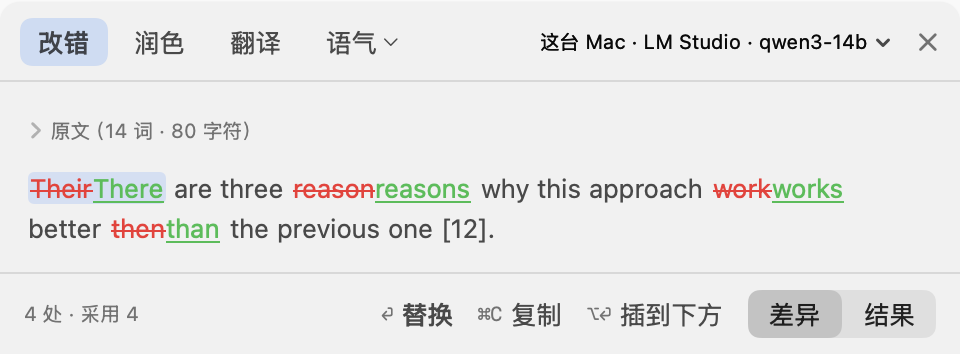 改错 润色 翻译 语气 这台 Mac · LM Studio · qwen3-14b
原文 (14 词 · 80 字符)
TheirThere are three reasonreasons why this approach workworks
better thenthan the previous one [12].
4 处 · 采用 4 ⏎ 替换 ⌘C 复制 ⌥⏎ 插到下方 差异 结果